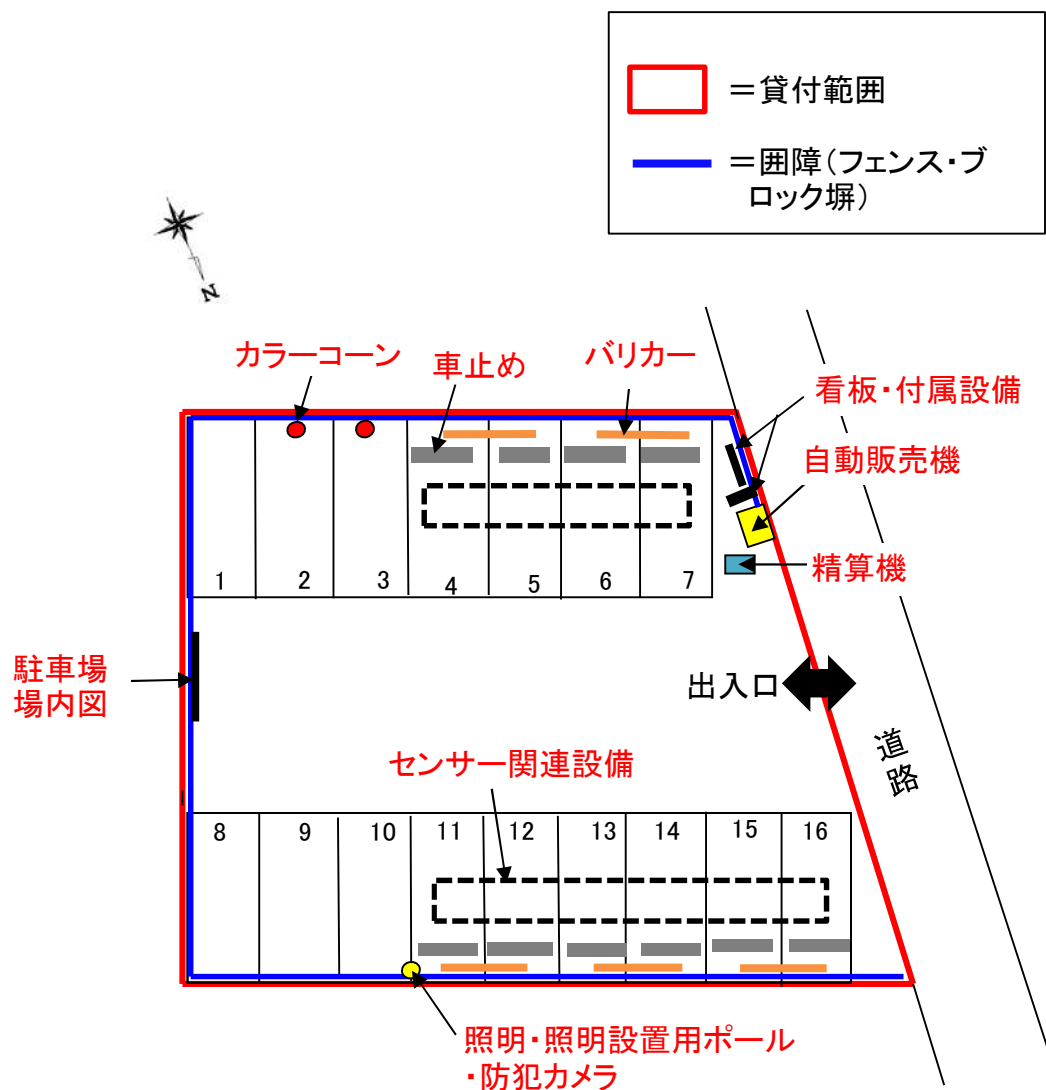 ＝貸付範囲
＝囲障（フェンス・ブ
ロック塀）
N
カラーコーン
車止め
バリカー
看板・付属設備
自動販売機
精算機
1 2 3 4 5 6 7
駐車場
場内図
出入口
道路
センサー関連設備
8 9 10 11 12 13 14 15 16
照明・照明設置用ポール
・防犯カメラ